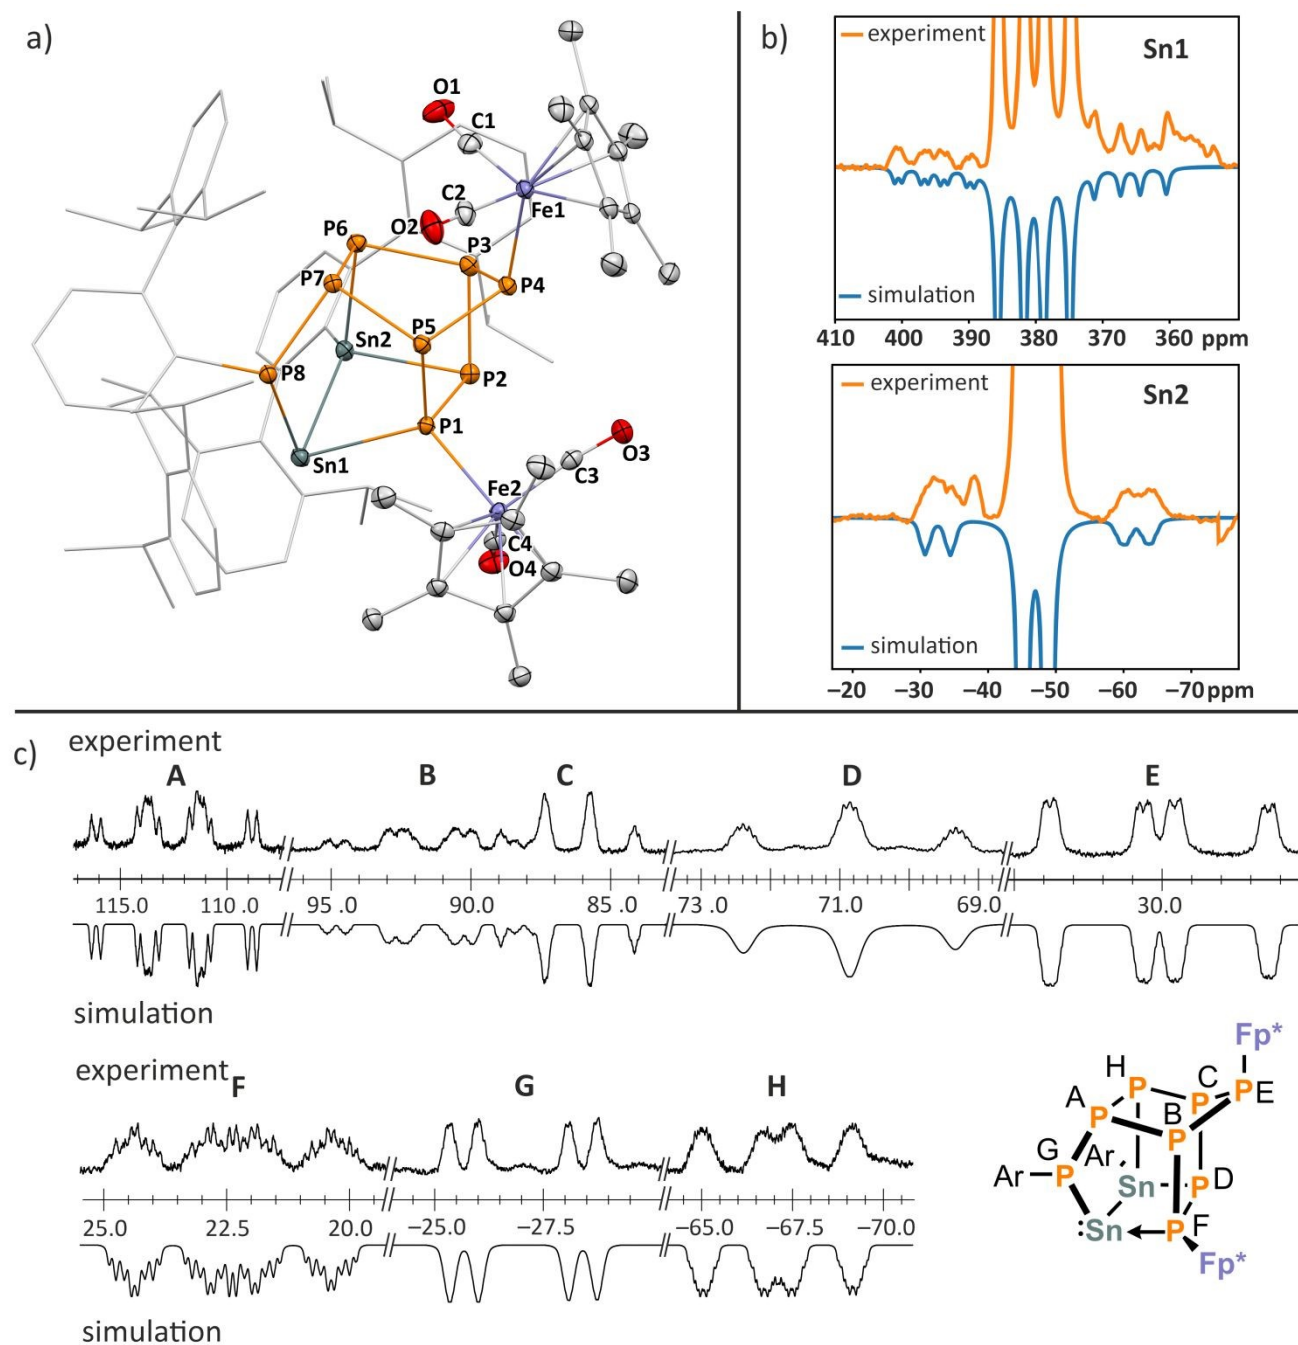 a)
O1
C1
C2
O2
Fe1
P6
P3
P7
P4
P5
Sn2
P8
P2
P1
Sn1
O3
C3
Fe2
C4
O4
b)
experiment
Sn1
simulation
410 400 390 380 370 360 ppm
experiment
Sn2
simulation
−20 −30 −40 −50 −60 −70 ppm
c)
experiment
A B C D E
115.0 110 .0 95 .0 90.0 85 .0 73 .0 71.0 69.0 30.0
simulation
experiment
F G H
25.0 22.5 20.0 −25.0 −27.5 −65.0 −67.5 −70.0
simulation
Fp*
H C
P P P E
A
P B P
G
Ar P Ar
Sn P D
:Sn P F
Fp*